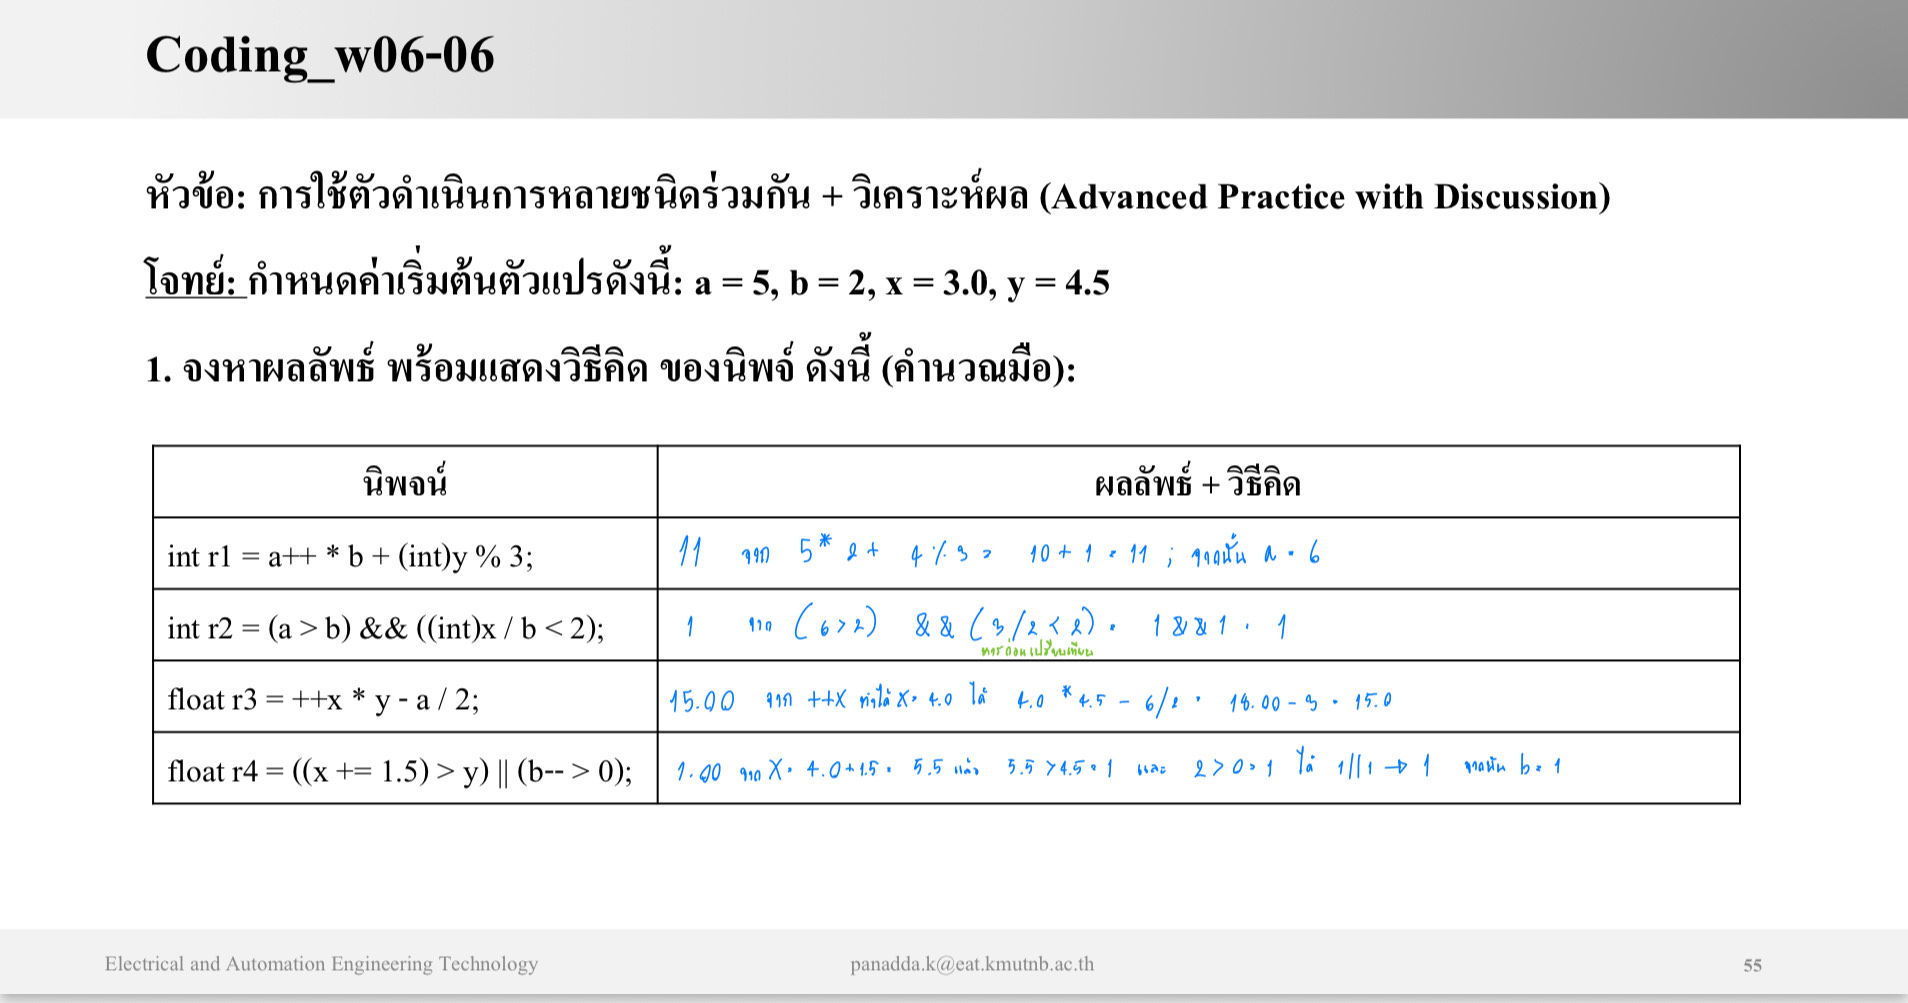 Coding_w06-06
หัวข้อ: การใช้ตัวดำเนินการหลายชนิดร่วมกัน + วิเคราะห์ผล (Advanced Practice with Discussion)
โจทย์: กำหนดค่าเริ่มต้นตัวแปรดังนี้: a = 5, b = 2, x = 3.0, y = 4.5
1. จงหาผลลัพธ์ พร้อมแสดงวิธีคิด ของนิพจ์ ดังนี้ (คำนวณมือ):
นิพจน์ ผลลัพธ์ + วิธีคิด
int r1 = a++ * b + (int)y % 3; 11 จาก 5 * 2 + 4 % 3 = 10 + 1 = 11 ; จากนั้น a = 6
int r2 = (a > b) && ((int)x / b < 2); 1 จาก (6 > 2) && (3/2 < 2) = 1 && 1 = 1
หารก่อนเปรียบเทียบ
float r3 = ++x * y - a / 2; 15.00 จาก ++x ทำให้ x = 4.0 ได้ 4.0 * 4.5 - 6/2 = 18.00 - 3 = 15.0
float r4 = ((x += 1.5) > y) || (b-- > 0); 1.00 จาก x = 4.0 + 1.5 = 5.5 แล้ว 5.5 > 4.5 = 1 และ 2 > 0 = 1 ได้ 1 || 1 → 1 จากนั้น b = 1
Electrical and Automation Engineering Technology panadda.k@eat.kmutnb.ac.th 55